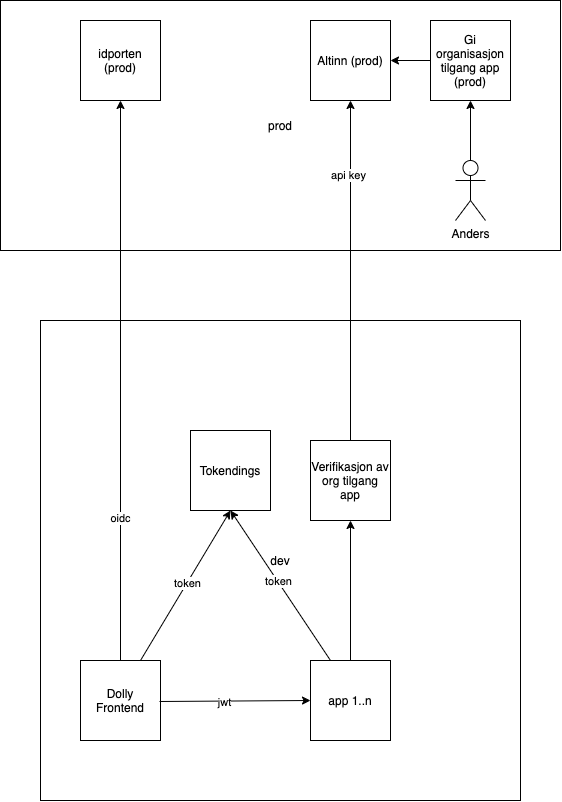 idporten
(prod)
Altinn (prod)
Gi
organisasjon
tilgang app
(prod)
prod
api key
Anders
Tokendings
Verifikasjon av
org tilgang
app
oidc
dev
token
token
Dolly
Frontend
jwt
app 1..n